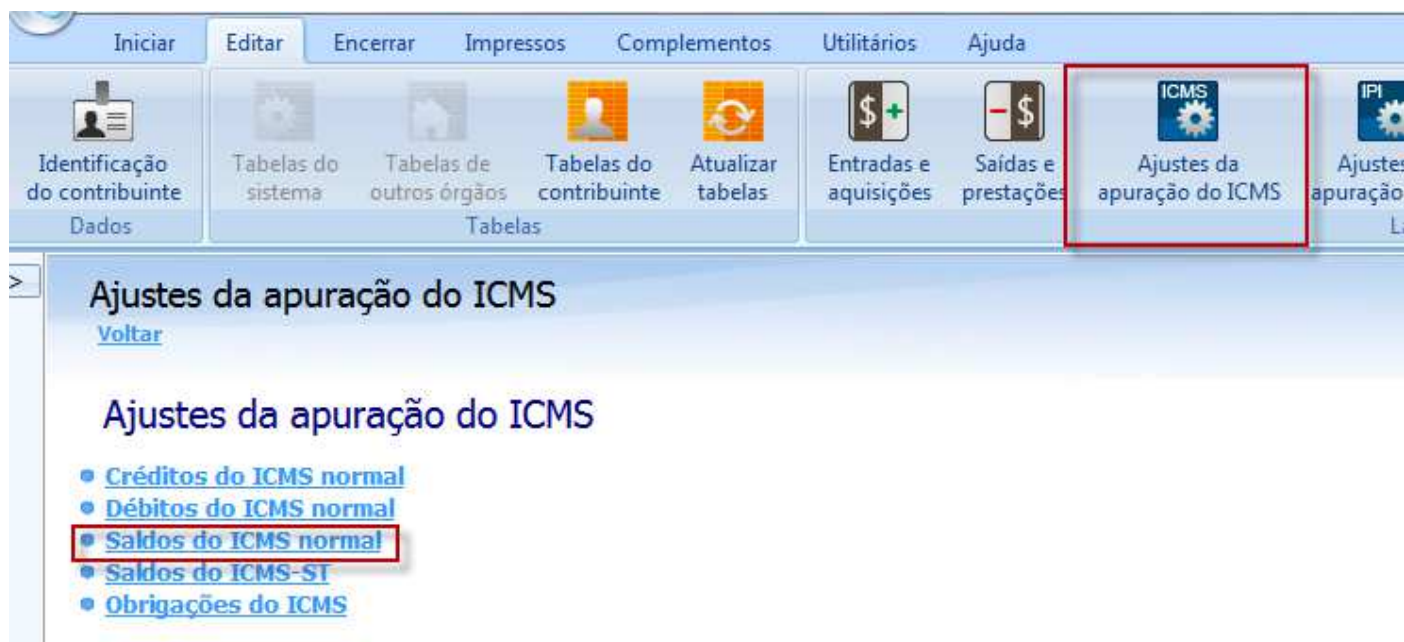 Iniciar Editar Encerrar Impressos Complementos Utilitários Ajuda
ICMS IPI
Identificação do contribuinte
Tabelas do sistema
Tabelas de outros órgãos
Tabelas do contribuinte
Atualizar tabelas
Entradas e aquisições
Saídas e prestações
Ajustes da apuração do ICMS
Ajustes apuração
Dados Tabelas
>
Ajustes da apuração do ICMS
Voltar
Ajustes da apuração do ICMS
Créditos do ICMS normal
Débitos do ICMS normal
Saldos do ICMS normal
Saldos do ICMS-ST
Obrigações do ICMS